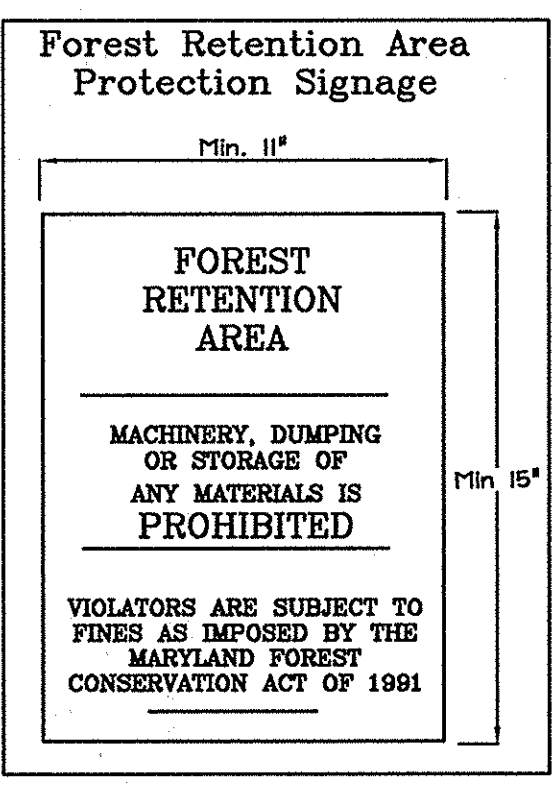 Forest Retention Area
Protection Signage
Min. 11"
FOREST
RETENTION
AREA
MACHINERY, DUMPING
OR STORAGE OF
ANY MATERIALS IS
PROHIBITED
Min 15"
VIOLATORS ARE SUBJECT TO
FINES AS IMPOSED BY THE
MARYLAND FOREST
CONSERVATION ACT OF 1991